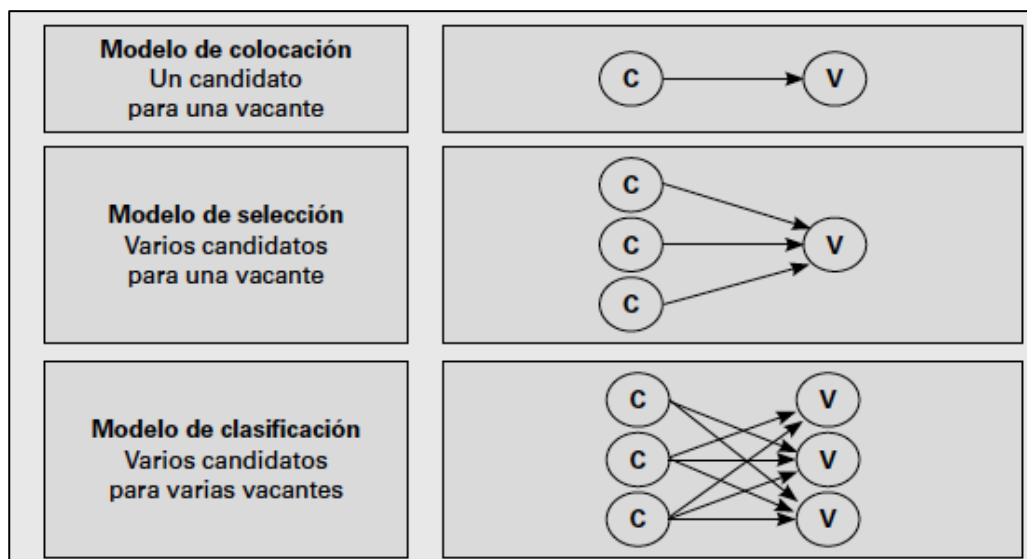 Modelo de colocación
Un candidato
para una vacante
C
V
Modelo de selección
Varios candidatos
para una vacante
C
C
V
C
Modelo de clasificación
Varios candidatos
para varias vacantes
C
V
C
V
C
V